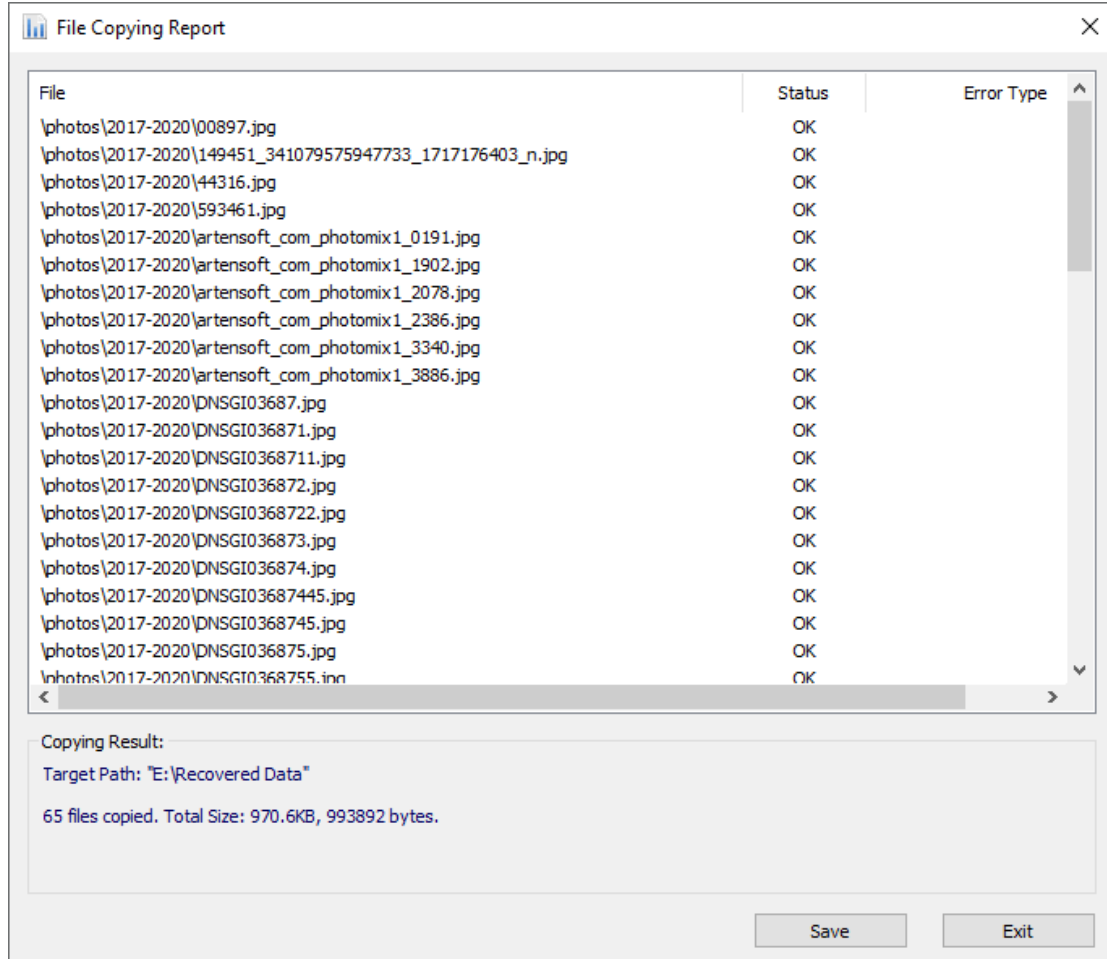 File Copying Report
File Status Error Type
\photos\2017-2020\00897.jpg OK
\photos\2017-2020\149451_341079575947733_1717176403_n.jpg OK
\photos\2017-2020\44316.jpg OK
\photos\2017-2020\593461.jpg OK
\photos\2017-2020\artensoft_com_photomix1_0191.jpg OK
\photos\2017-2020\artensoft_com_photomix1_1902.jpg OK
\photos\2017-2020\artensoft_com_photomix1_2078.jpg OK
\photos\2017-2020\artensoft_com_photomix1_2386.jpg OK
\photos\2017-2020\artensoft_com_photomix1_3340.jpg OK
\photos\2017-2020\artensoft_com_photomix1_3886.jpg OK
\photos\2017-2020\DNSGI03687.jpg OK
\photos\2017-2020\DNSGI036871.jpg OK
\photos\2017-2020\DNSGI0368711.jpg OK
\photos\2017-2020\DNSGI036872.jpg OK
\photos\2017-2020\DNSGI0368722.jpg OK
\photos\2017-2020\DNSGI036873.jpg OK
\photos\2017-2020\DNSGI036874.jpg OK
\photos\2017-2020\DNSGI03687445.jpg OK
\photos\2017-2020\DNSGI0368745.jpg OK
\photos\2017-2020\DNSGI036875.jpg OK
\photos\2017-2020\DNSGI0368755.jpg OK
Copying Result:
Target Path: "E:\Recovered Data"
65 files copied. Total Size: 970.6KB, 993892 bytes.
Save Exit